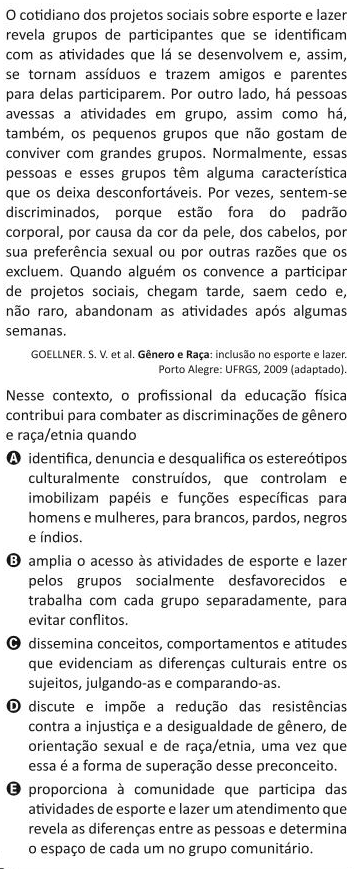 O cotidiano dos projetos sociais sobre esporte e lazer
revela grupos de participantes que se identificam
com as atividades que lá se desenvolvem e, assim,
se tornam assíduos e trazem amigos e parentes
para delas participarem. Por outro lado, há pessoas
avessas a atividades em grupo, assim como há,
também, os pequenos grupos que não gostam de
conviver com grandes grupos. Normalmente, essas
pessoas e esses grupos têm alguma característica
que os deixa desconfortáveis. Por vezes, sentem-se
discriminados, porque estão fora do padrão
corporal, por causa da cor da pele, dos cabelos, por
sua preferência sexual ou por outras razões que os
excluem. Quando alguém os convence a participar
de projetos sociais, chegam tarde, saem cedo e,
não raro, abandonam as atividades após algumas
semanas.
GOELLNER. S. V. et al. Gênero e Raça: inclusão no esporte e lazer.
Porto Alegre: UFRGS, 2009 (adaptado).
Nesse contexto, o profissional da educação física
contribui para combater as discriminações de gênero
e raça/etnia quando
A identifica, denuncia e desqualifica os estereótipos
culturalmente construídos, que controlam e
imobilizam papéis e funções específicas para
homens e mulheres, para brancos, pardos, negros
e índios.
B amplia o acesso às atividades de esporte e lazer
pelos grupos socialmente desfavorecidos e
trabalha com cada grupo separadamente, para
evitar conflitos.
C dissemina conceitos, comportamentos e atitudes
que evidenciam as diferenças culturais entre os
sujeitos, julgando-as e comparando-as.
D discute e impõe a redução das resistências
contra a injustiça e a desigualdade de gênero, de
orientação sexual e de raça/etnia, uma vez que
essa é a forma de superação desse preconceito.
E proporciona à comunidade que participa das
atividades de esporte e lazer um atendimento que
revela as diferenças entre as pessoas e determina
o espaço de cada um no grupo comunitário.